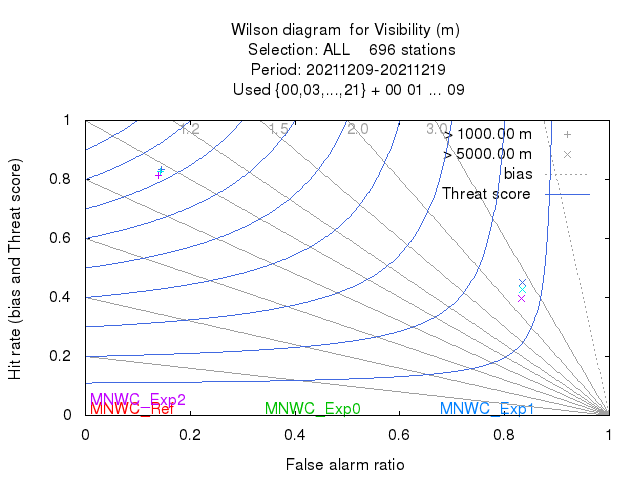 Wilson diagram for Visibility (m)
Selection: ALL 696 stations
Period: 20211209-20211219
Used {00,03,...,21} + 00 01 ... 09
1.2 1.5 2.0 3.0
> 1000.00 m
> 5000.00 m
bias
Threat score
Hit rate (bias and Threat score)
1
0.8
0.6
0.4
0.2
0
MNWC_Exp2
MNWC_Ref MNWC_Exp0 MNWC_Exp1
0 0.2 0.4 0.6 0.8 1
False alarm ratio